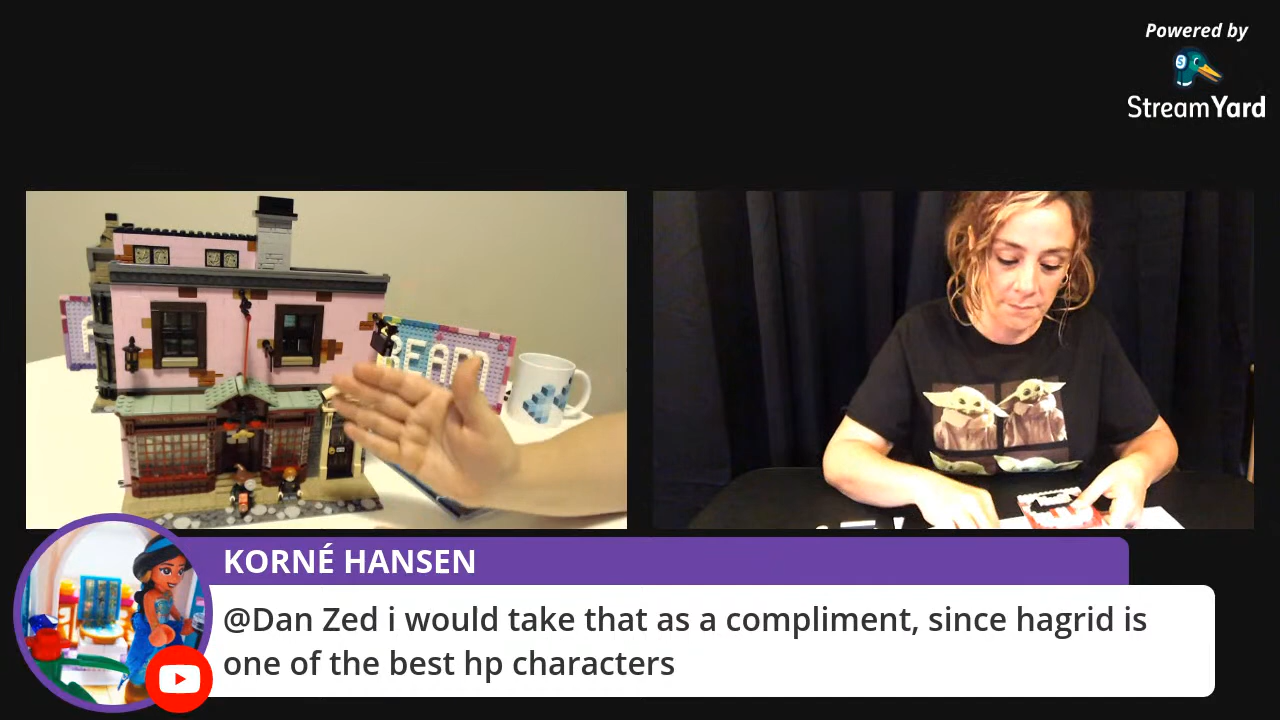 Powered by
StreamYard
REAM
KORNÉ HANSEN
@Dan Zed i would take that as a compliment, since hagrid is
one of the best hp characters